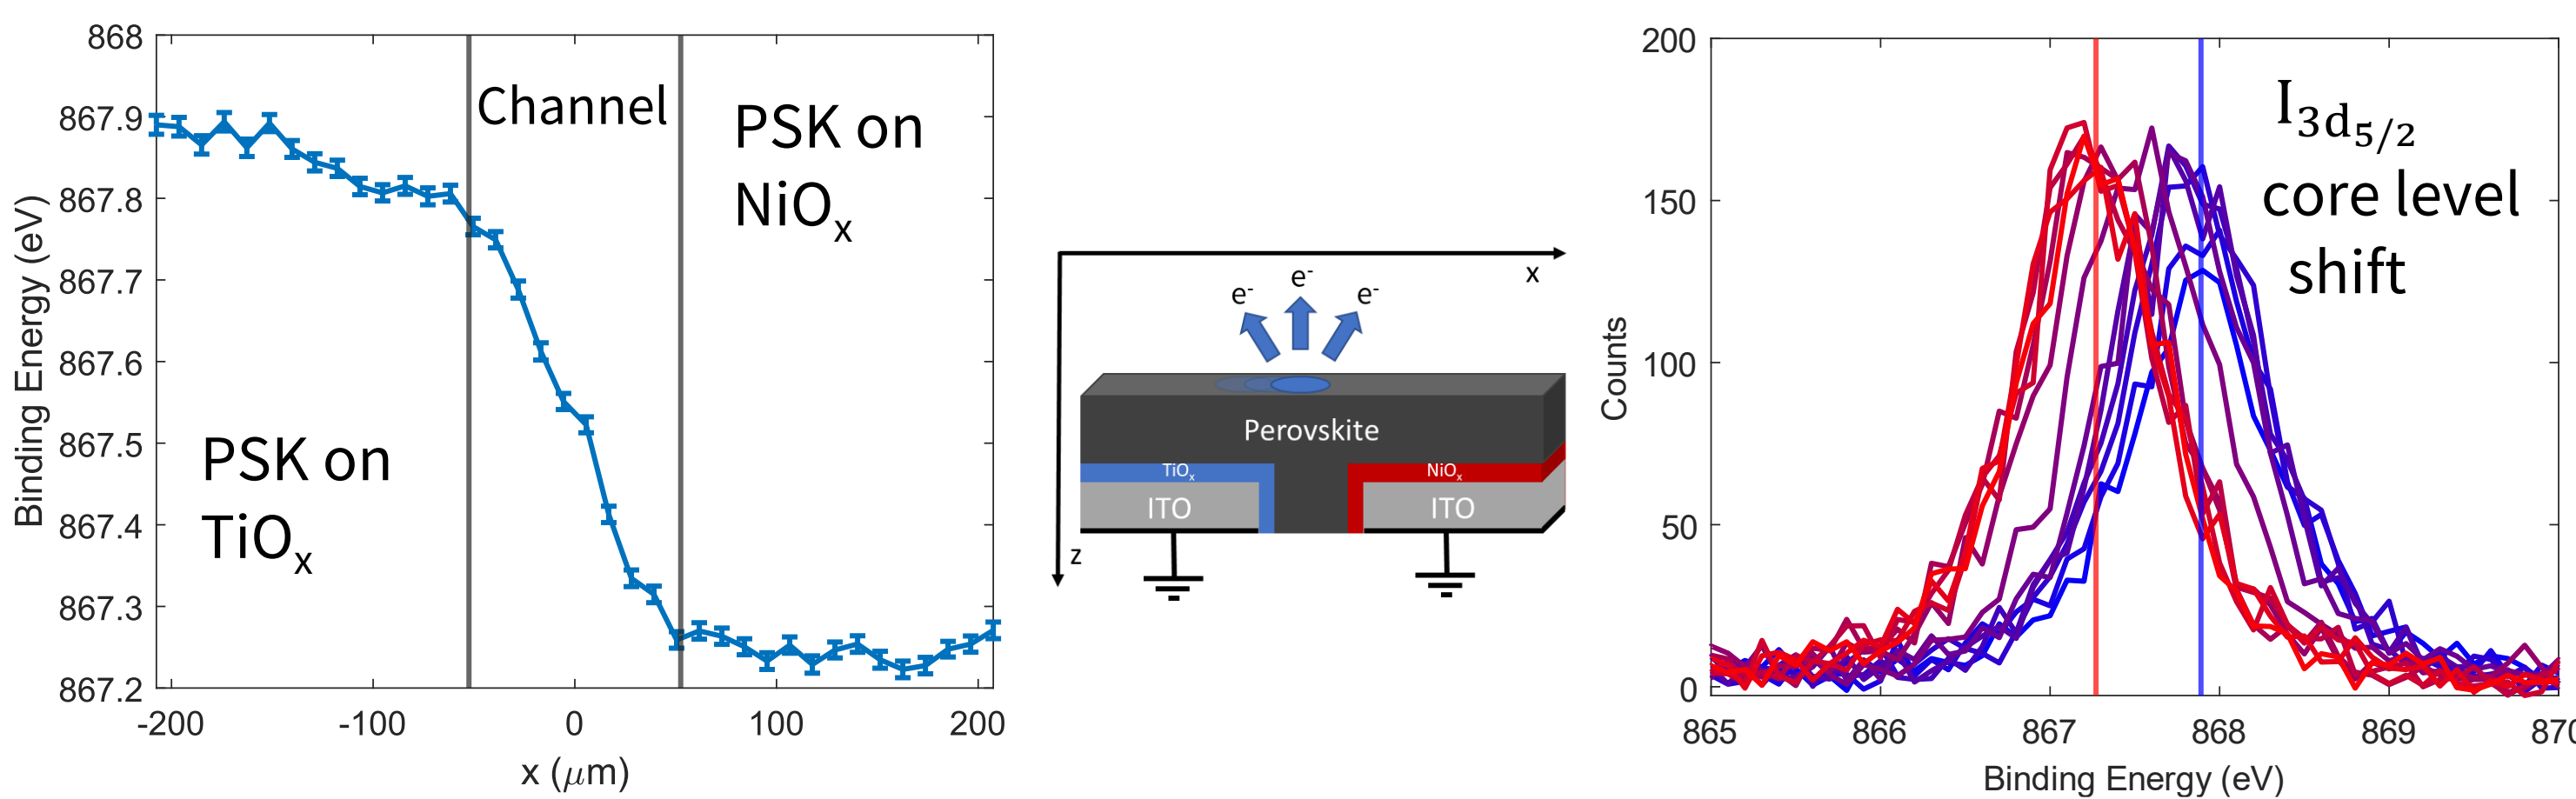 868
867.9
867.8
867.7
867.6
867.5
867.4
867.3
867.2
Binding Energy (eV)
-200
-100
0
100
200
x (μm)
Channel
PSK on
NiOₓ
PSK on
TiOₓ
x
z
e⁻
e⁻
e⁻
Perovskite
TiOₓ
NiOₓ
ITO
ITO
200
150
100
50
0
Counts
865
866
867
868
869
870
Binding Energy (eV)
I3d5/2
core level
shift